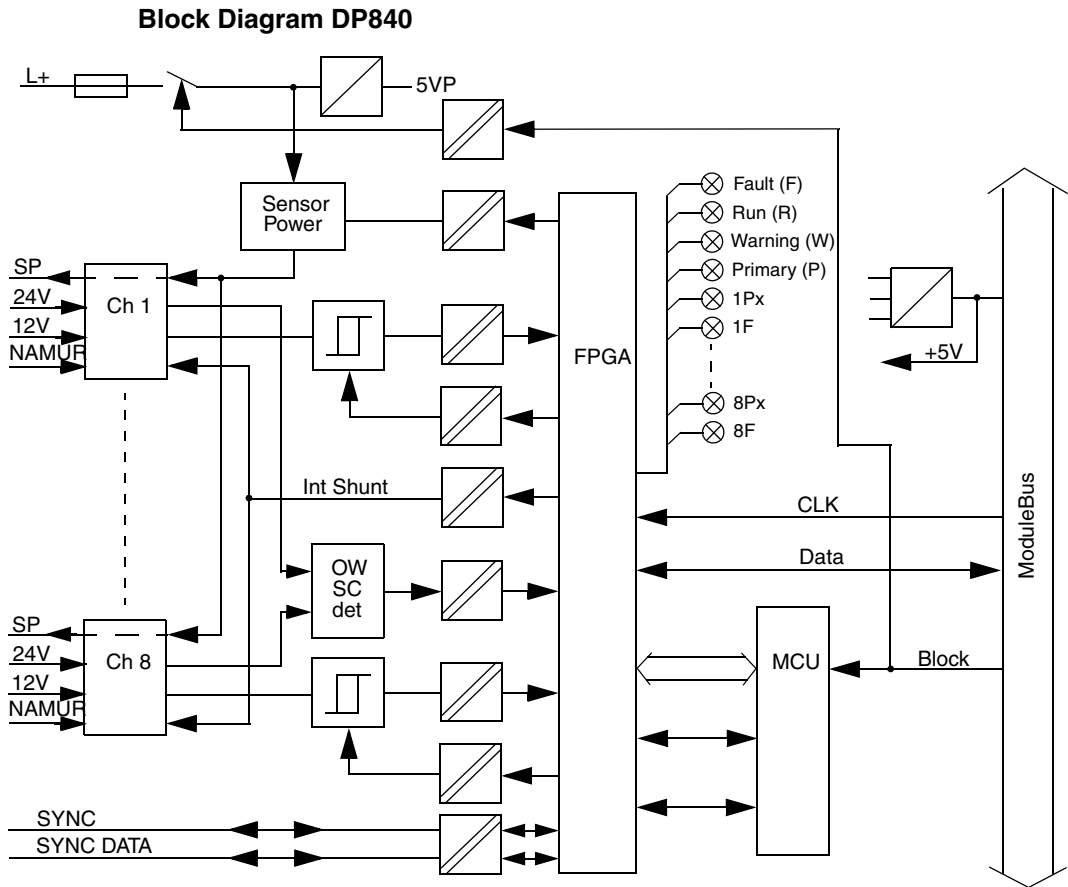 Block Diagram DP840
L+
5VP
Sensor
Power
Fault (F)
Run (R)
Warning (W)
Primary (P)
1Px
1F
8Px
8F
SP
24V
12V
NAMUR
Ch 1
FPGA
+5V
Int Shunt
CLK
Data
ModuleBus
OW
SC
det
SP
24V
12V
NAMUR
Ch 8
MCU
Block
SYNC
SYNC DATA